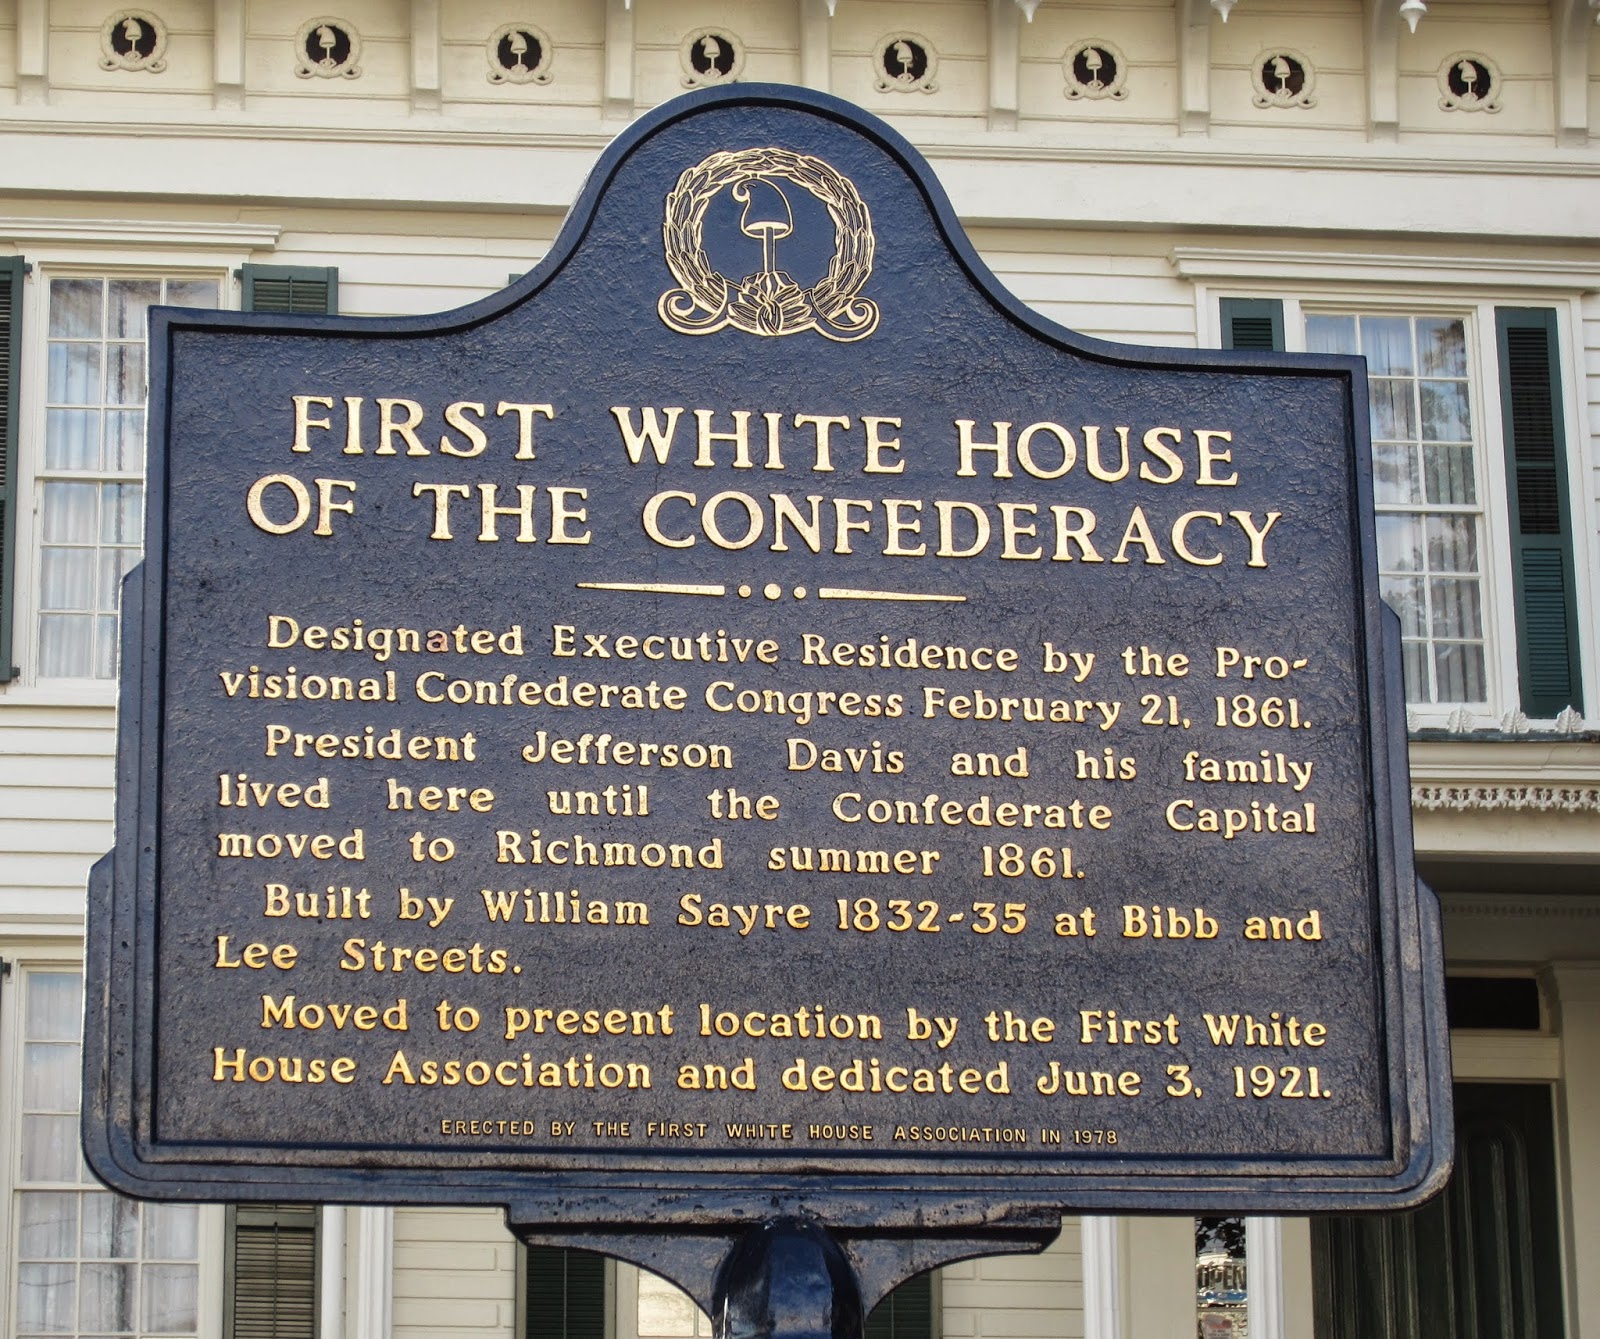 FIRST WHITE HOUSE
OF THE CONFEDERACY
Designated Executive Residence by the Pro-
visional Confederate Congress February 21, 1861.
President Jefferson Davis and his family
lived here until the Confederate Capital
moved to Richmond summer 1861.
Built by William Sayre 1832-35 at Bibb and
Lee Streets.
Moved to present location by the First White
House Association and dedicated June 3, 1921.
ERECTED BY THE FIRST WHITE HOUSE ASSOCIATION IN 1978
OPEN